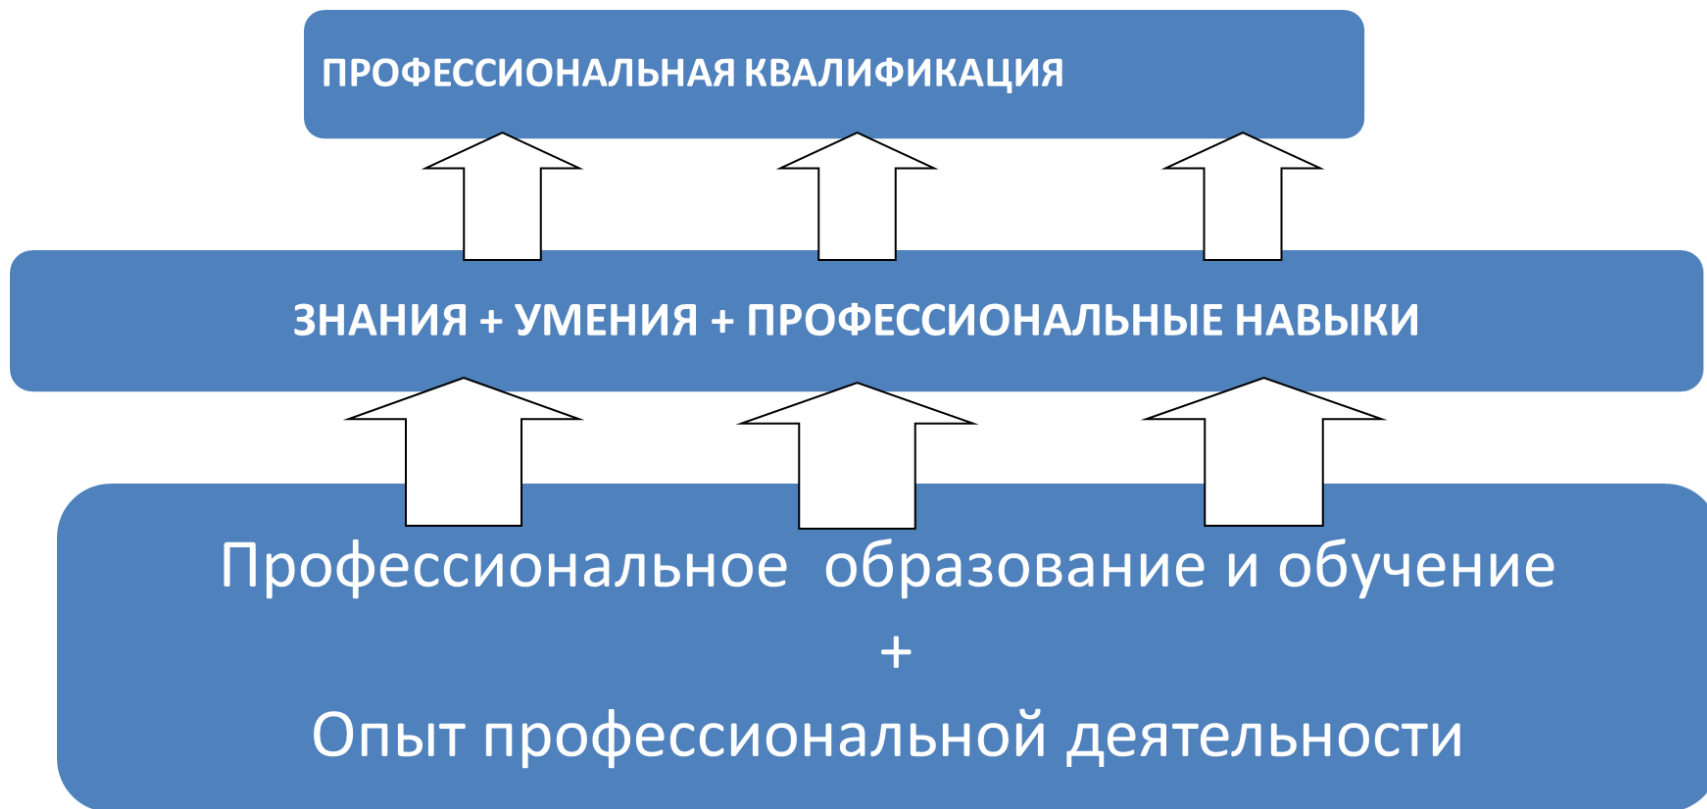 ПРОФЕССИОНАЛЬНАЯ КВАЛИФИКАЦИЯ
ЗНАНИЯ + УМЕНИЯ + ПРОФЕССИОНАЛЬНЫЕ НАВЫКИ
Профессиональное образование и обучение
+
Опыт профессиональной деятельности